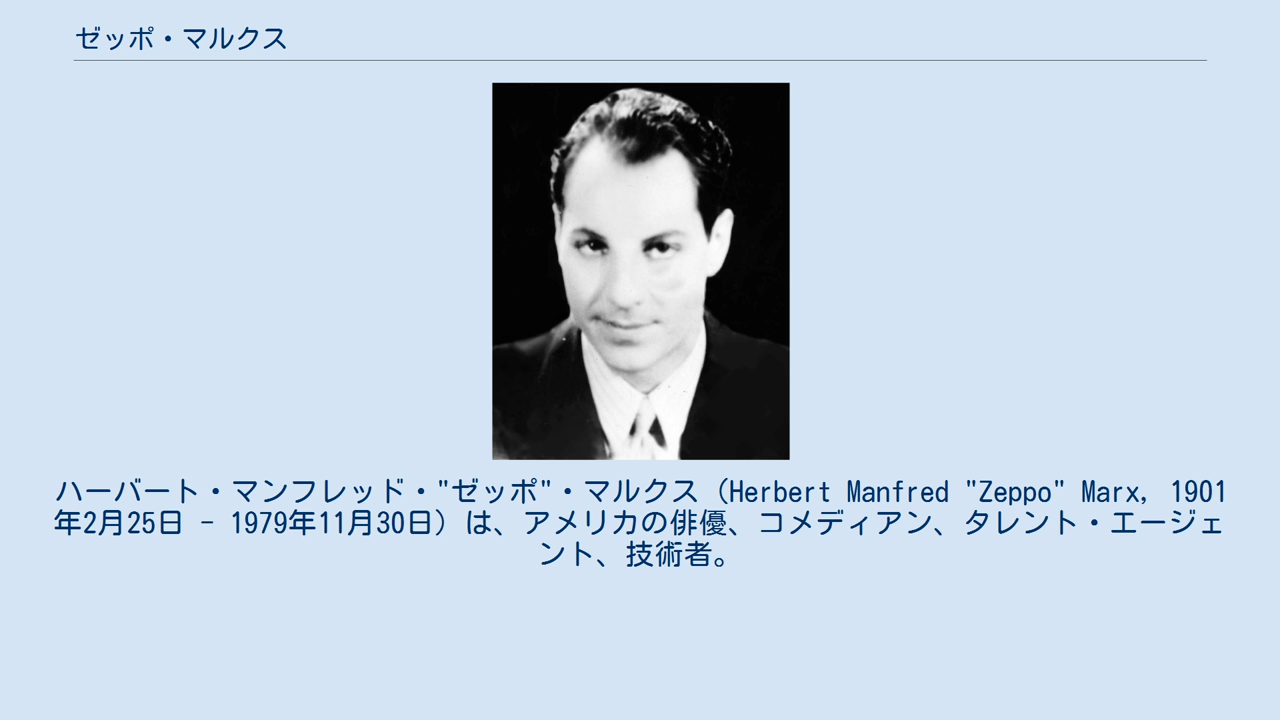 ゼッポ・マルクス
ハーバート・マンフレッド・"ゼッポ"・マルクス（Herbert Manfred "Zeppo" Marx, 1901
年2月25日 - 1979年11月30日）は、アメリカの俳優、コメディアン、タレント・エージェ
ント、技術者。